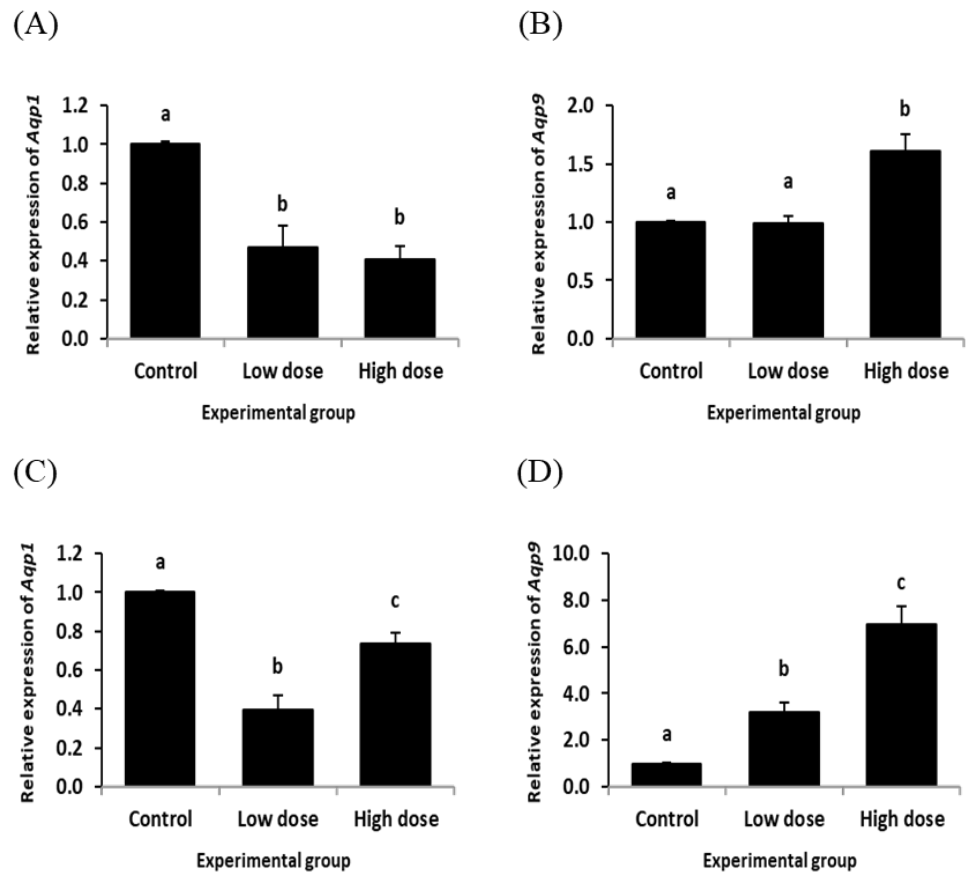 (A)
Relative expression of Aqp1
1.2
1.0
0.8
0.6
0.4
0.2
0.0
a
b
b
Control Low dose High dose
Experimental group
(B)
Relative expression of Aqp9
2.0
1.5
1.0
0.5
0.0
a
a
b
Control Low dose High dose
Experimental group
(C)
Relative expression of Aqp1
1.2
1.0
0.8
0.6
0.4
0.2
0.0
a
b
c
Control Low dose High dose
Experimental group
(D)
Relative expression of Aqp9
10.0
8.0
6.0
4.0
2.0
0.0
a
b
c
Control Low dose High dose
Experimental group